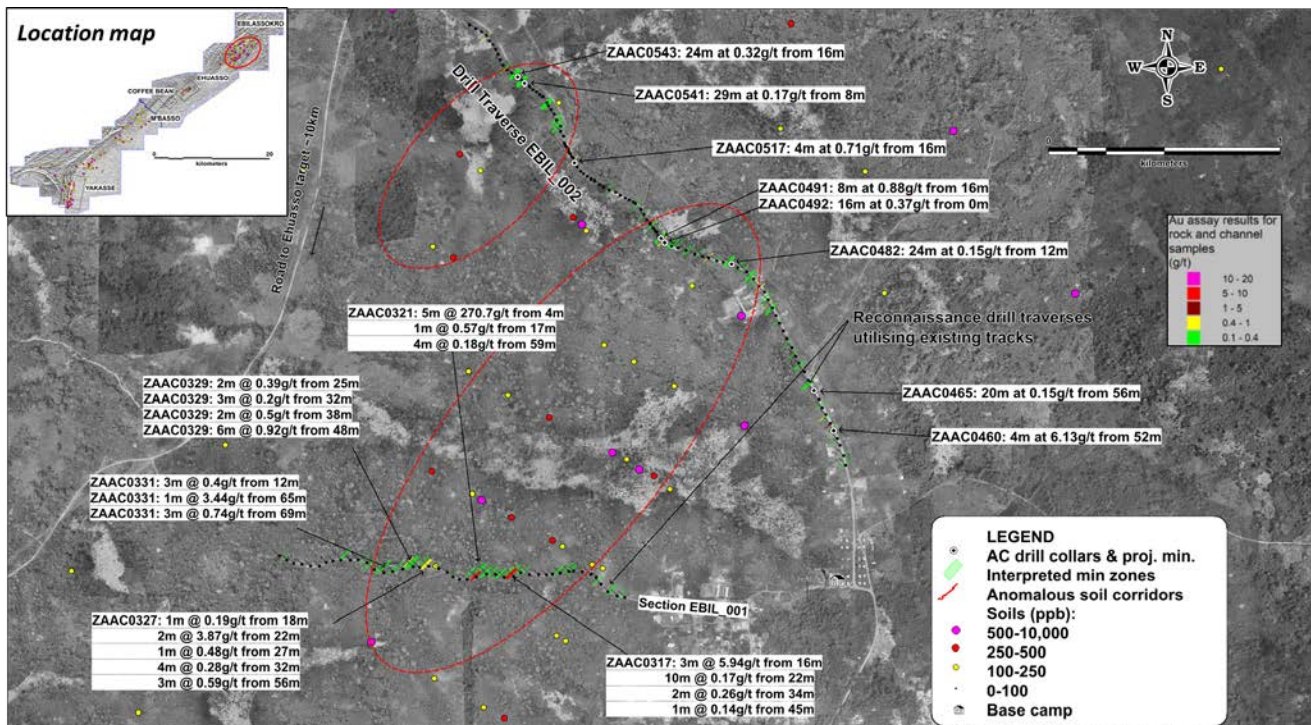 Location map
EBILASSOKRO
EHUASSO
COFFEE BEAN
M'BASSO
YAKASSE
0 20
kilometers
Road to Ehuasso target ~10km
Drill Traverse EBIL_002
ZAAC0543: 24m at 0.32g/t from 16m
ZAAC0541: 29m at 0.17g/t from 8m
ZAAC0517: 4m at 0.71g/t from 16m
ZAAC0491: 8m at 0.88g/t from 16m
ZAAC0492: 16m at 0.37g/t from 0m
ZAAC0482: 24m at 0.15g/t from 12m
N
W E
S
0 1
kilometers
Au assay results for
rock and channel
samples
(g/t)
10 - 20
5 - 10
1 - 5
0.4 - 1
0.1 - 0.4
Reconnaissance drill traverses
utilising existing tracks
ZAAC0321: 5m @ 270.7g/t from 4m
1m @ 0.57g/t from 17m
4m @ 0.18g/t from 59m
ZAAC0329: 2m @ 0.39g/t from 25m
ZAAC0329: 3m @ 0.2g/t from 32m
ZAAC0329: 2m @ 0.5g/t from 38m
ZAAC0329: 6m @ 0.92g/t from 48m
ZAAC0465: 20m at 0.15g/t from 56m
ZAAC0460: 4m at 6.13g/t from 52m
ZAAC0331: 3m @ 0.4g/t from 12m
ZAAC0331: 1m @ 3.44g/t from 65m
ZAAC0331: 3m @ 0.74g/t from 69m
Section EBIL_001
ZAAC0327: 1m @ 0.19g/t from 18m
2m @ 3.87g/t from 22m
1m @ 0.48g/t from 27m
4m @ 0.28g/t from 32m
3m @ 0.59g/t from 56m
ZAAC0317: 3m @ 5.94g/t from 16m
10m @ 0.17g/t from 22m
2m @ 0.26g/t from 34m
1m @ 0.14g/t from 45m
LEGEND
AC drill collars & proj. min.
Interpreted min zones
Anomalous soil corridors
Soils (ppb):
500-10,000
250-500
100-250
0-100
Base camp